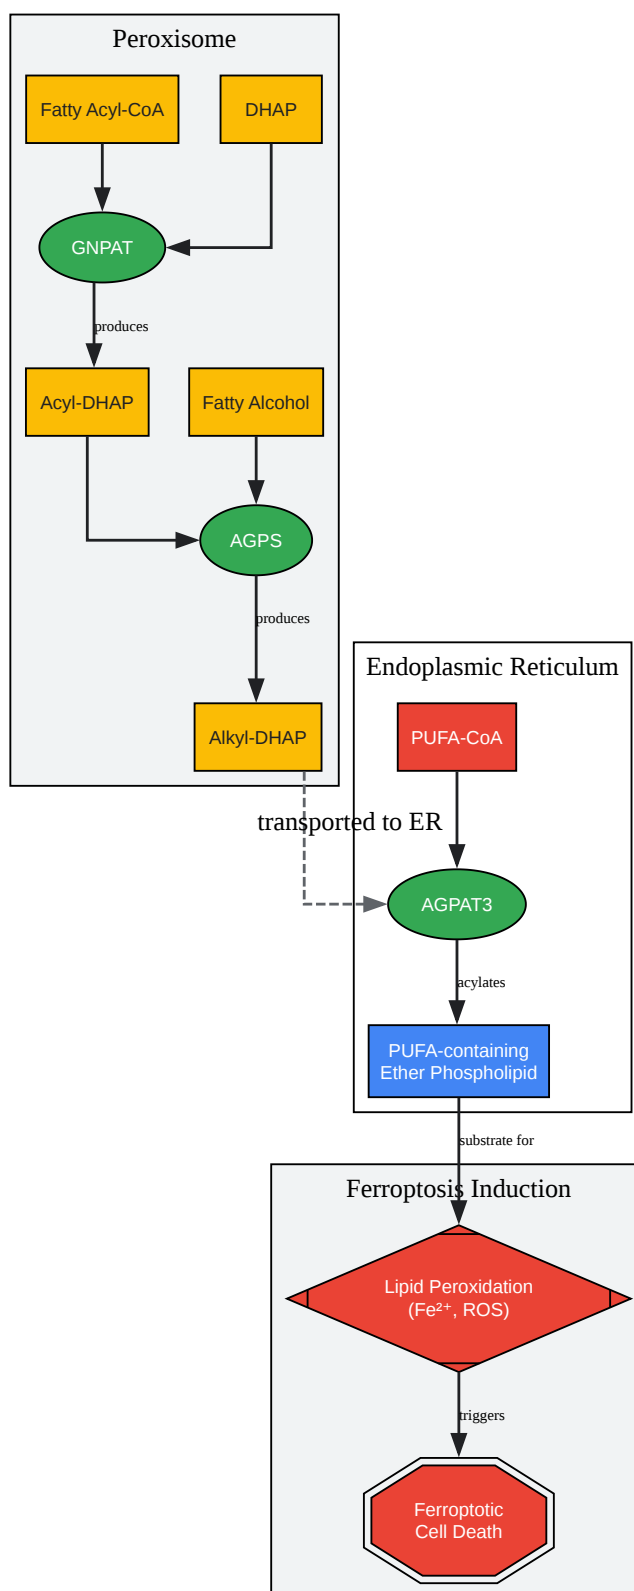 Peroxisome
Fatty Acyl-CoA
DHAP
GNPAT
produces
Acyl-DHAP
Fatty Alcohol
AGPS
produces
Alkyl-DHAP
Endoplasmic Reticulum
PUFA-CoA
transported to ER
AGPAT3
acylates
PUFA-containing
Ether Phospholipid
substrate for
Ferroptosis Induction
Lipid Peroxidation
(Fe²⁺, ROS)
triggers
Ferroptotic
Cell Death